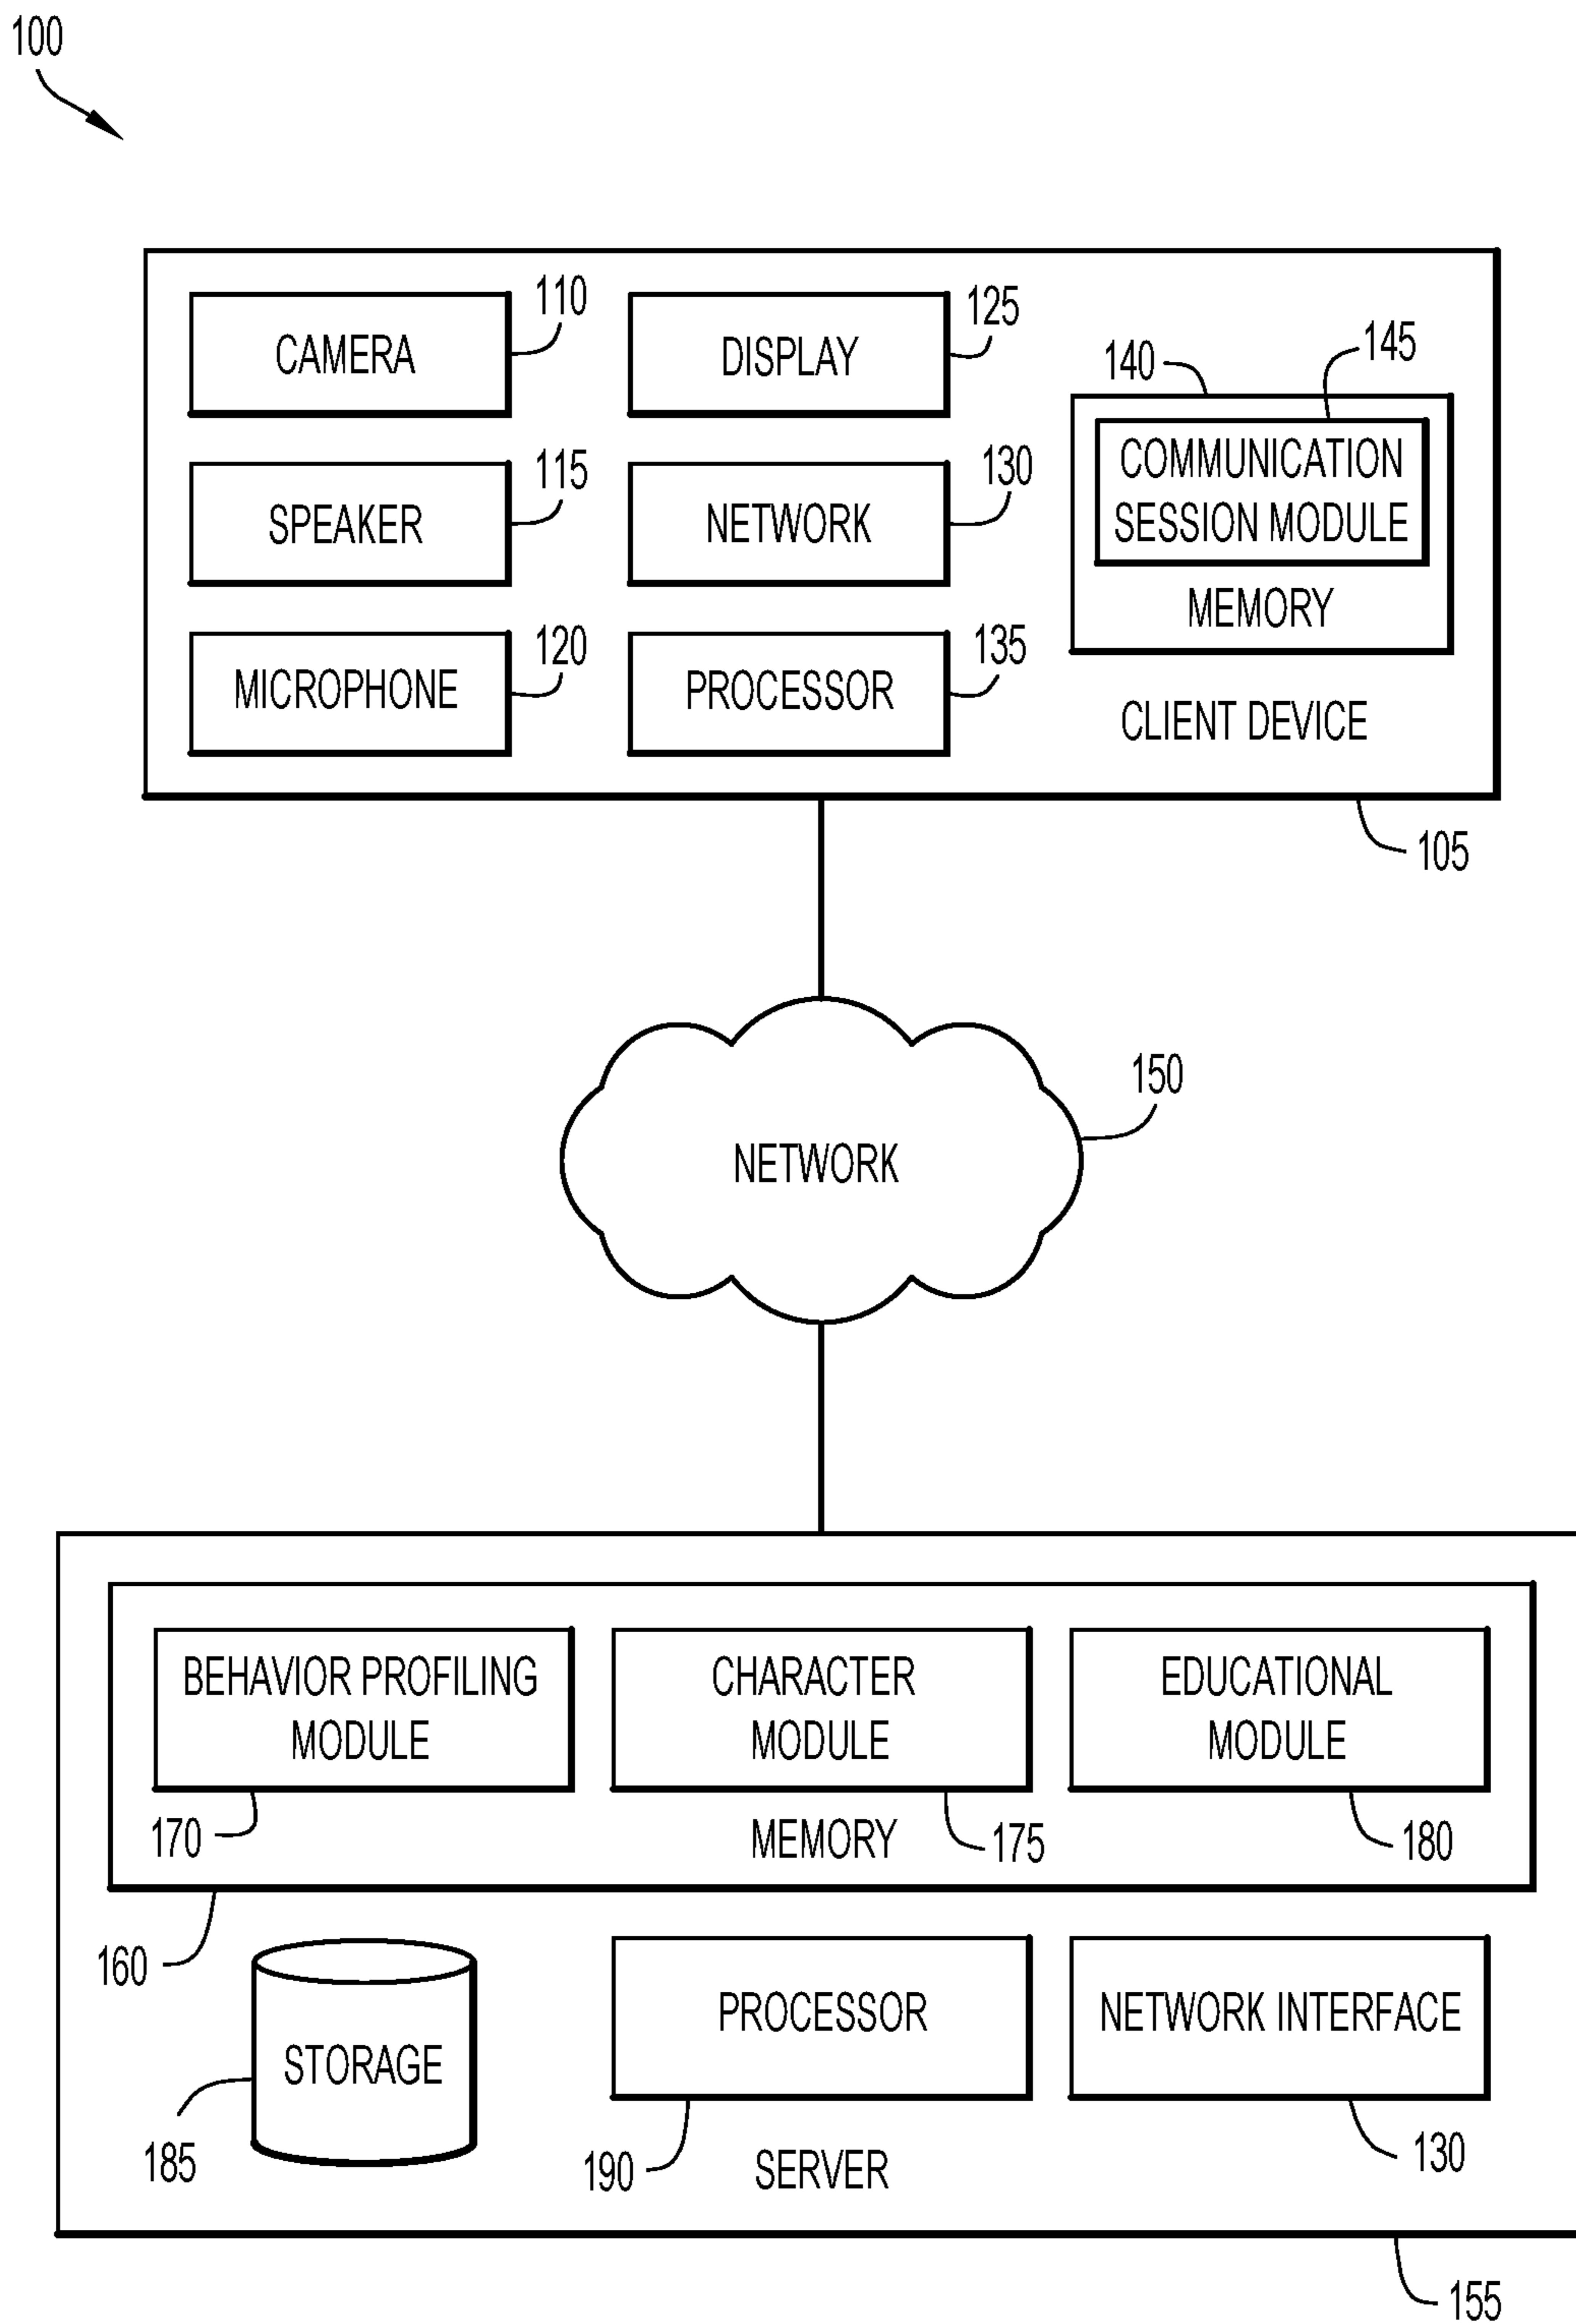 100
CAMERA
110
DISPLAY
125
140
145
COMMUNICATION
SESSION MODULE
MEMORY
SPEAKER
115
NETWORK
130
MICROPHONE
120
PROCESSOR
135
CLIENT DEVICE
105
NETWORK
150
BEHAVIOR PROFILING
MODULE
170
CHARACTER
MODULE
175
EDUCATIONAL
MODULE
180
MEMORY
160
STORAGE
185
PROCESSOR
190
NETWORK INTERFACE
130
SERVER
155